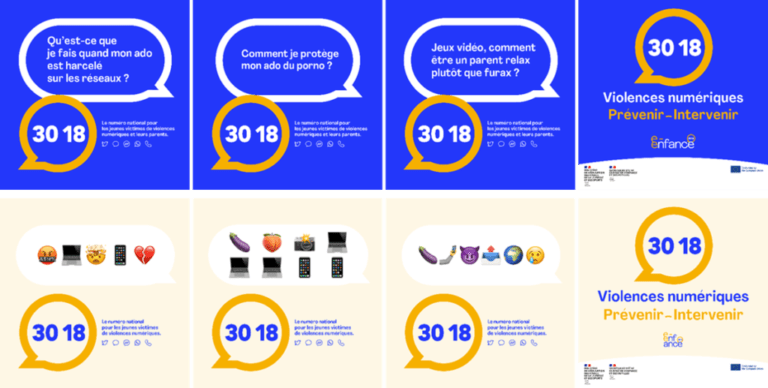 Qu'est-ce que
je fais quand mon ado
est harcelé
sur les réseaux ?
30 18
Le numéro national pour
les jeunes victimes de violences
numériques et leurs parents.
Comment je protège
mon ado du porno ?
30 18
Le numéro national pour
les jeunes victimes de violences
numériques et leurs parents.
Jeux vidéo, comment
être un parent relax
plutôt que furax ?
30 18
Le numéro national pour
les jeunes victimes de violences
numériques et leurs parents.
30 18
Violences numériques
Prévenir-Intervenir
enfance
30 18
Le numéro national
pour les jeunes victimes
de violences numériques.
30 18
Le numéro national
pour les jeunes victimes
de violences numériques.
30 18
Le numéro national
pour les jeunes victimes
de violences numériques.
30 18
Violences numériques
Prévenir-Intervenir
enf
ance